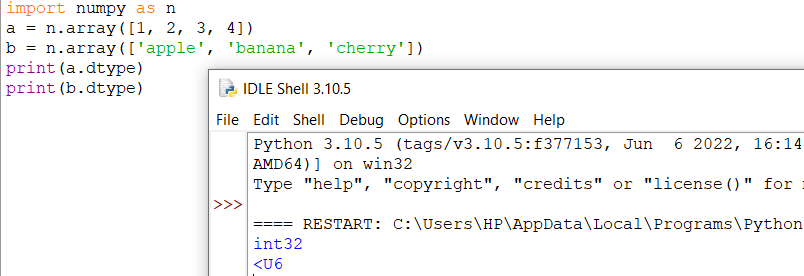 import numpy as n
a = n.array([1, 2, 3, 4])
b = n.array(['apple', 'banana', 'cherry'])
print(a.dtype)
print(b.dtype)
IDLE Shell 3.10.5
File Edit Shell Debug Options Window Help
Python 3.10.5 (tags/v3.10.5:f377153, Jun  6 2022, 16:14
AMD64)] on win32
Type "help", "copyright", "credits" or "license()" for
>>>
==== RESTART: C:\Users\HP\AppData\Local\Programs\Python
int32
<U6